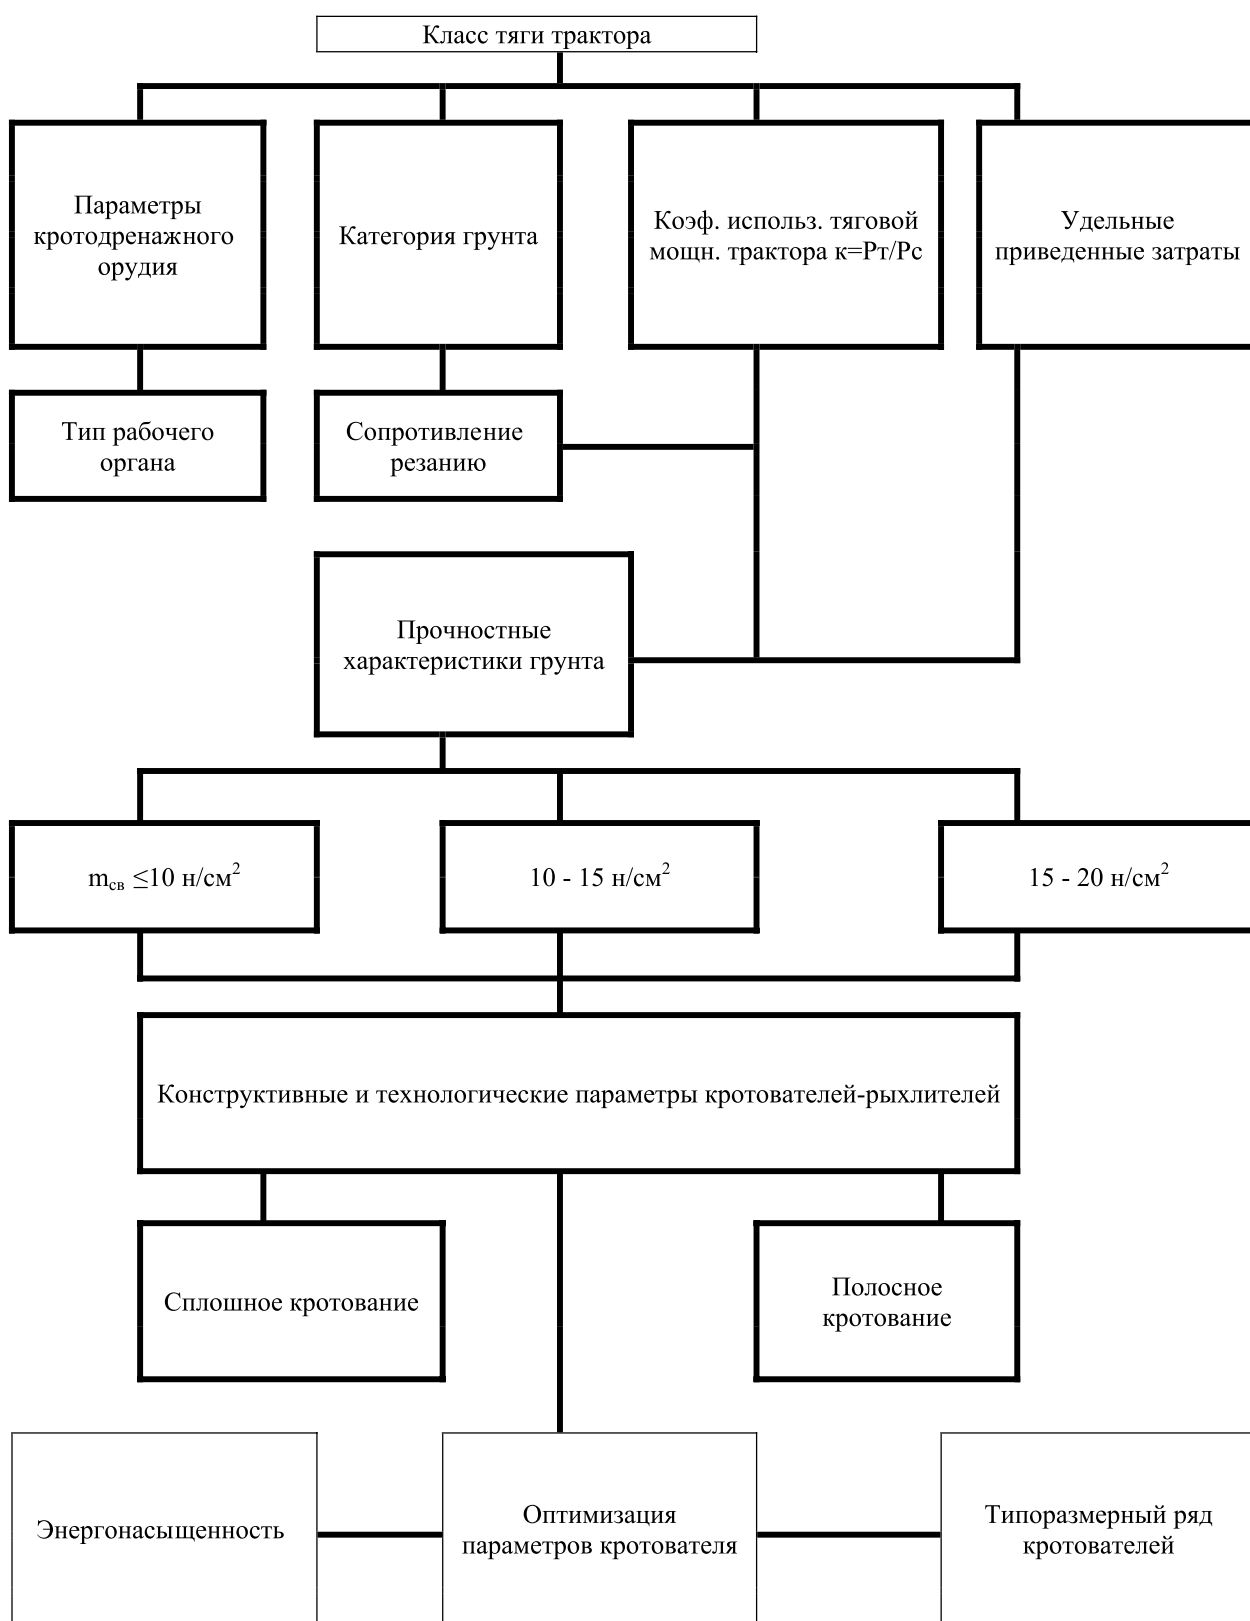 Класс тяги трактора
Параметры
кротодренажного
орудия
Категория грунта
Коэф. использ. тяговой
мощн. трактора к=Рт/Рс
Удельные
приведенные затраты
Тип рабочего
органа
Сопротивление
резанию
Прочностные
характеристики грунта
mсв ≤10 н/см²
10 - 15 н/см²
15 - 20 н/см²
Конструктивные и технологические параметры кротователей-рыхлителей
Сплошное кротование
Полосное
кротование
Энергонасыщенность
Оптимизация
параметров кротователя
Типоразмерный ряд
кротователей